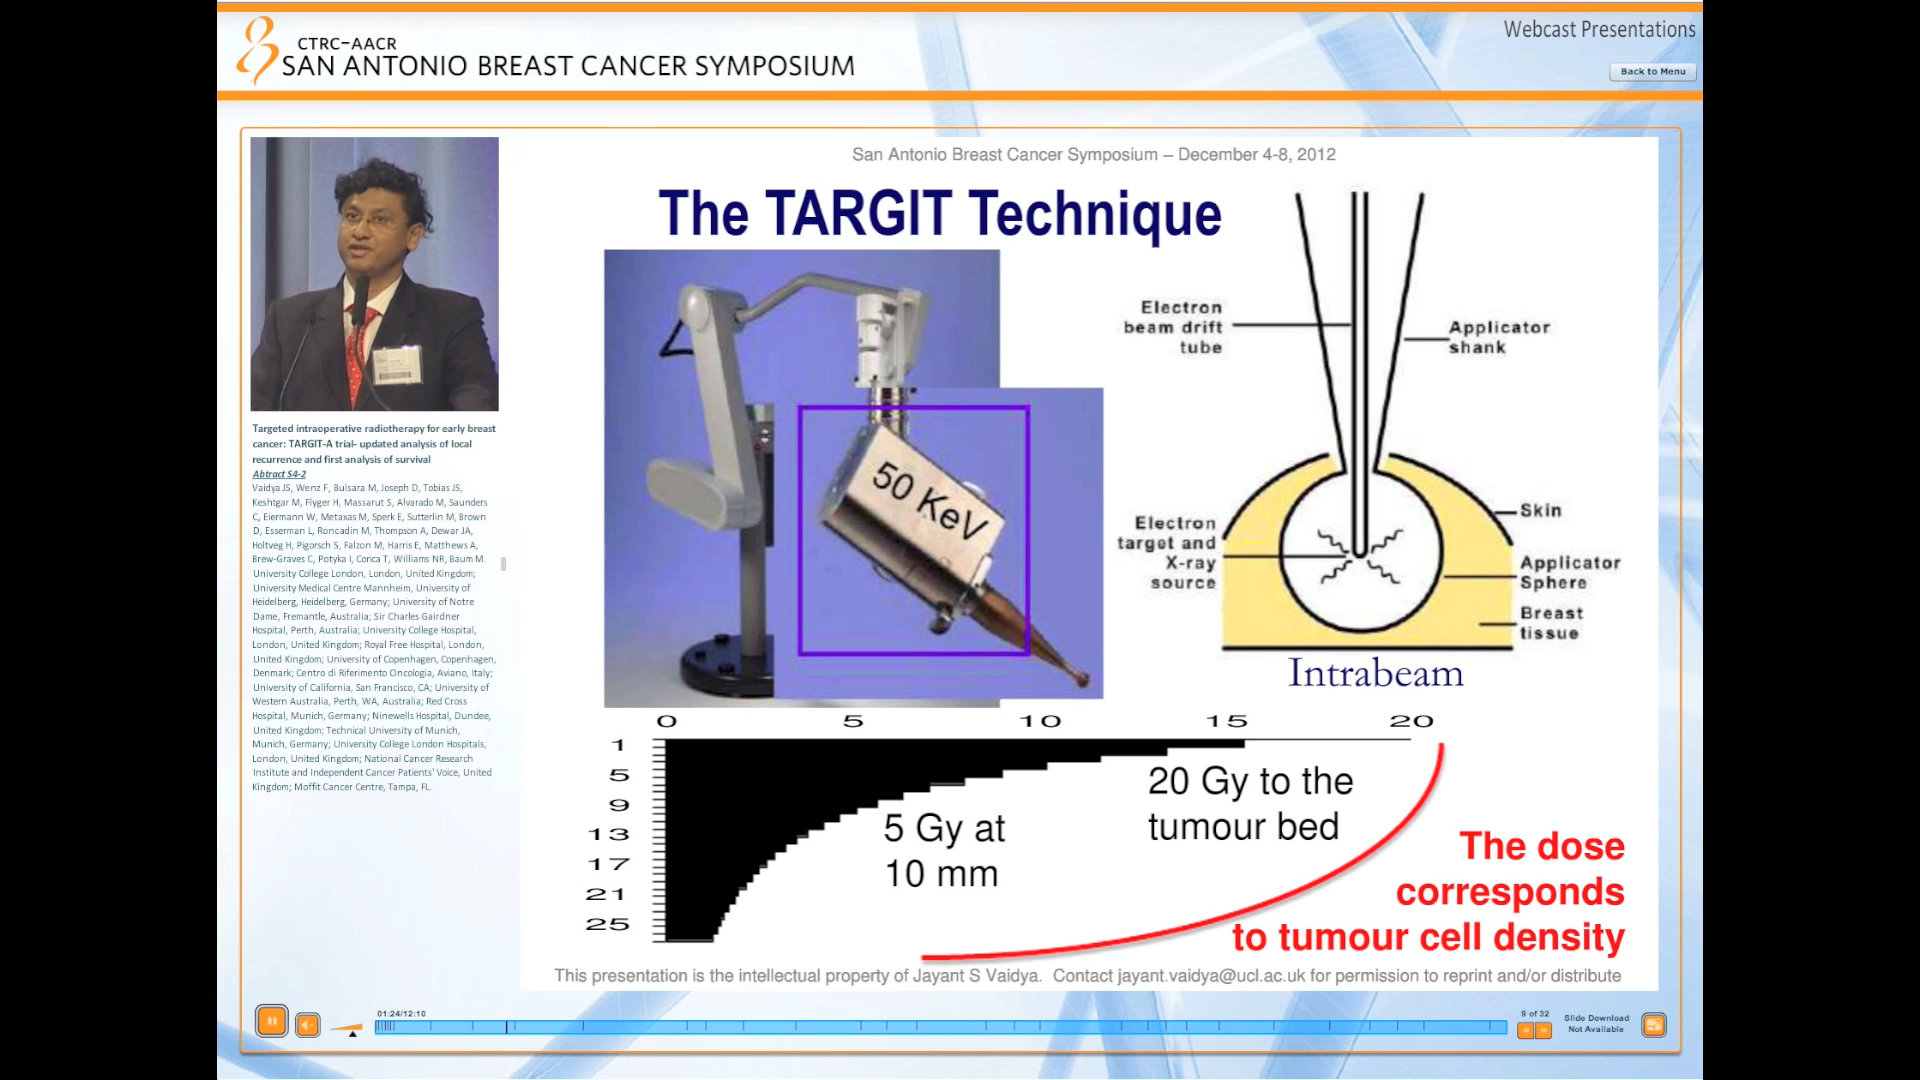 Webcast Presentations
CTRC–AACR
SAN ANTONIO BREAST CANCER SYMPOSIUM
Back to Menu
Targeted intraoperative radiotherapy for early breast
cancer: TARGIT-A trial- updated analysis of local
recurrence and first analysis of survival
Abtract S4-2
Vaidya JS, Wenz F, Bulsara M, Joseph D, Tobias JS,
Keshtgar M, Flyger H, Massarut S, Alvarado M, Saunders
C, Eiermann W, Metaxas M, Sperk E, Sutterlin M, Brown
D, Esserman L, Roncadin M, Thompson A, Dewar JA,
Holtveg H, Pigorsch S, Falzon M, Harris E, Matthews A,
Brew-Graves C, Potyka I, Corica T, Williams NR, Baum M.
University College London, London, United Kingdom;
University Medical Centre Mannheim, University of
Heidelberg, Heidelberg, Germany; University of Notre
Dame, Fremantle, Australia; Sir Charles Gairdner
Hospital, Perth, Australia; University College Hospital,
London, United Kingdom; Royal Free Hospital, London,
United Kingdom; University of Copenhagen, Copenhagen,
Denmark; Centro di Riferimento Oncologia, Aviano, Italy;
University of California, San Francisco, CA; University of
Western Australia, Perth, WA, Australia; Red Cross
Hospital, Munich, Germany; Ninewells Hospital, Dundee,
United Kingdom; Technical University of Munich,
Munich, Germany; University College London Hospitals,
London, United Kingdom; National Cancer Research
Institute and Independent Cancer Patients' Voice, United
Kingdom; Moffit Cancer Centre, Tampa, FL.
San Antonio Breast Cancer Symposium – December 4-8, 2012
The TARGIT Technique
50 KeV
Electron
beam drift
tube
Applicator
shank
Electron
target and
X-ray
source
Skin
Applicator
Sphere
Breast
tissue
Intrabeam
0 5 10 15 20
1
5
9
13
17
21
25
5 Gy at
10 mm
20 Gy to the
tumour bed
The dose
corresponds
to tumour cell density
This presentation is the intellectual property of Jayant S Vaidya. Contact jayant.vaidya@ucl.ac.uk for permission to reprint and/or distribute
01:24/12:10
9 of 32
Slide Download
Not Available